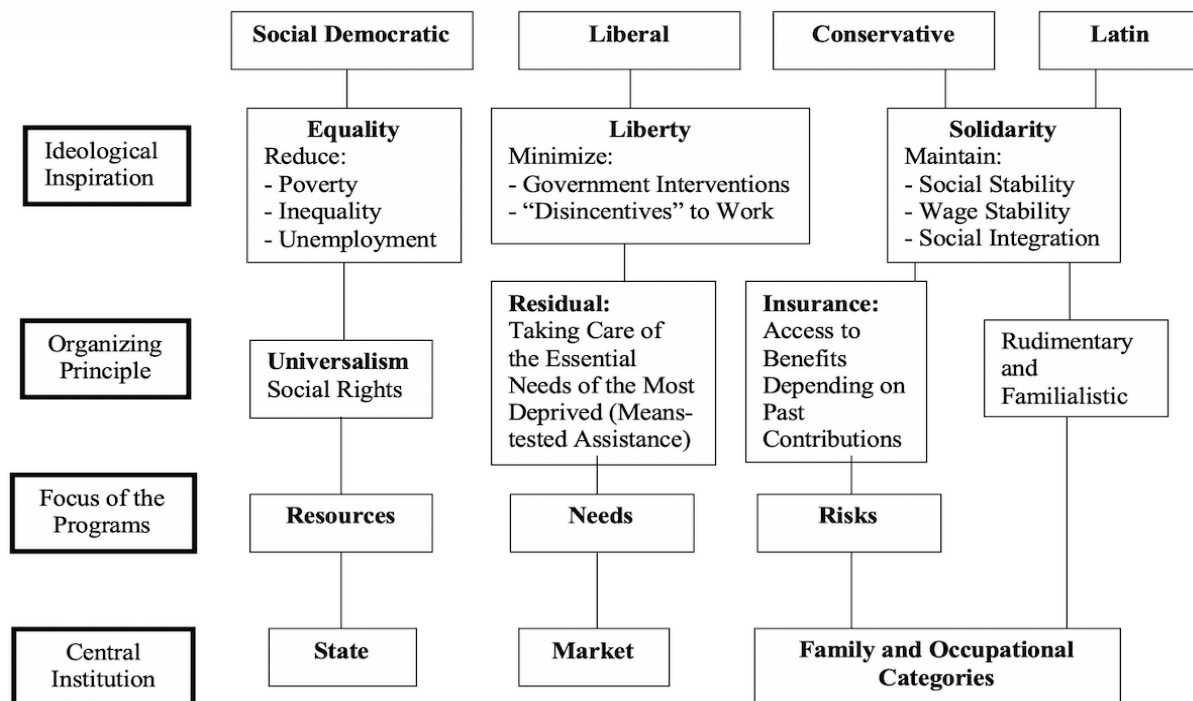 Social Democratic
Liberal
Conservative
Latin
Ideological
Inspiration
Equality
Reduce:
- Poverty
- Inequality
- Unemployment
Liberty
Minimize:
- Government Interventions
- “Disincentives” to Work
Solidarity
Maintain:
- Social Stability
- Wage Stability
- Social Integration
Organizing
Principle
Universalism
Social Rights
Residual:
Taking Care of
the Essential
Needs of the Most
Deprived (Means-
tested Assistance)
Insurance:
Access to
Benefits
Depending on
Past
Contributions
Rudimentary
and
Familialistic
Focus of the
Programs
Resources
Needs
Risks
Central
Institution
State
Market
Family and Occupational
Categories